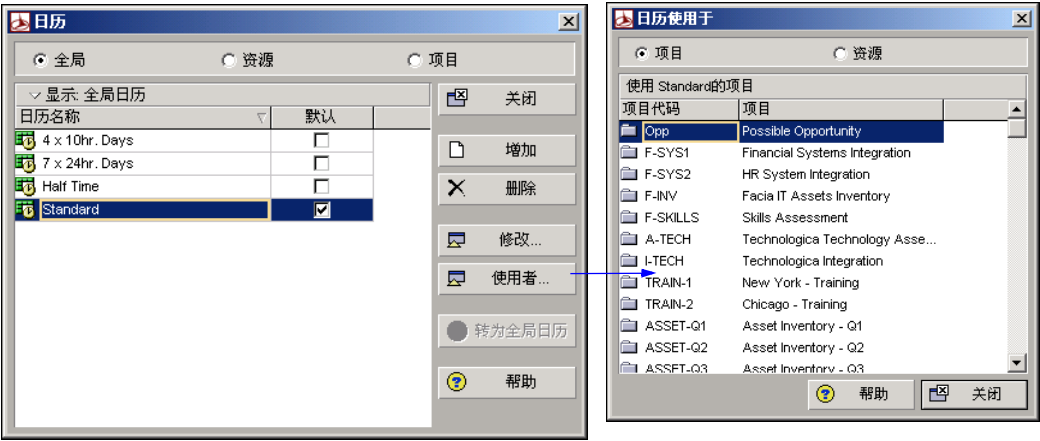 日历
全局 资源 项目
显示: 全局日历
日历名称 默认
4 x 10hr. Days
7 x 24hr. Days
Half Time
Standard
关闭
增加
删除
修改...
使用者...
转为全局日历
帮助
日历使用于
项目 资源
使用 Standard的项目
项目代码 项目
Opp Possible Opportunity
F-SYS1 Financial Systems Integration
F-SYS2 HR System Integration
F-INV Facia IT Assets Inventory
F-SKILLS Skills Assessment
A-TECH Technologica Technology Asse...
I-TECH Technologica Integration
TRAIN-1 New York - Training
TRAIN-2 Chicago - Training
ASSET-Q1 Asset Inventory - Q1
ASSET-Q2 Asset Inventory - Q2
ASSET-Q3 Asset Inventory - Q3
帮助 关闭